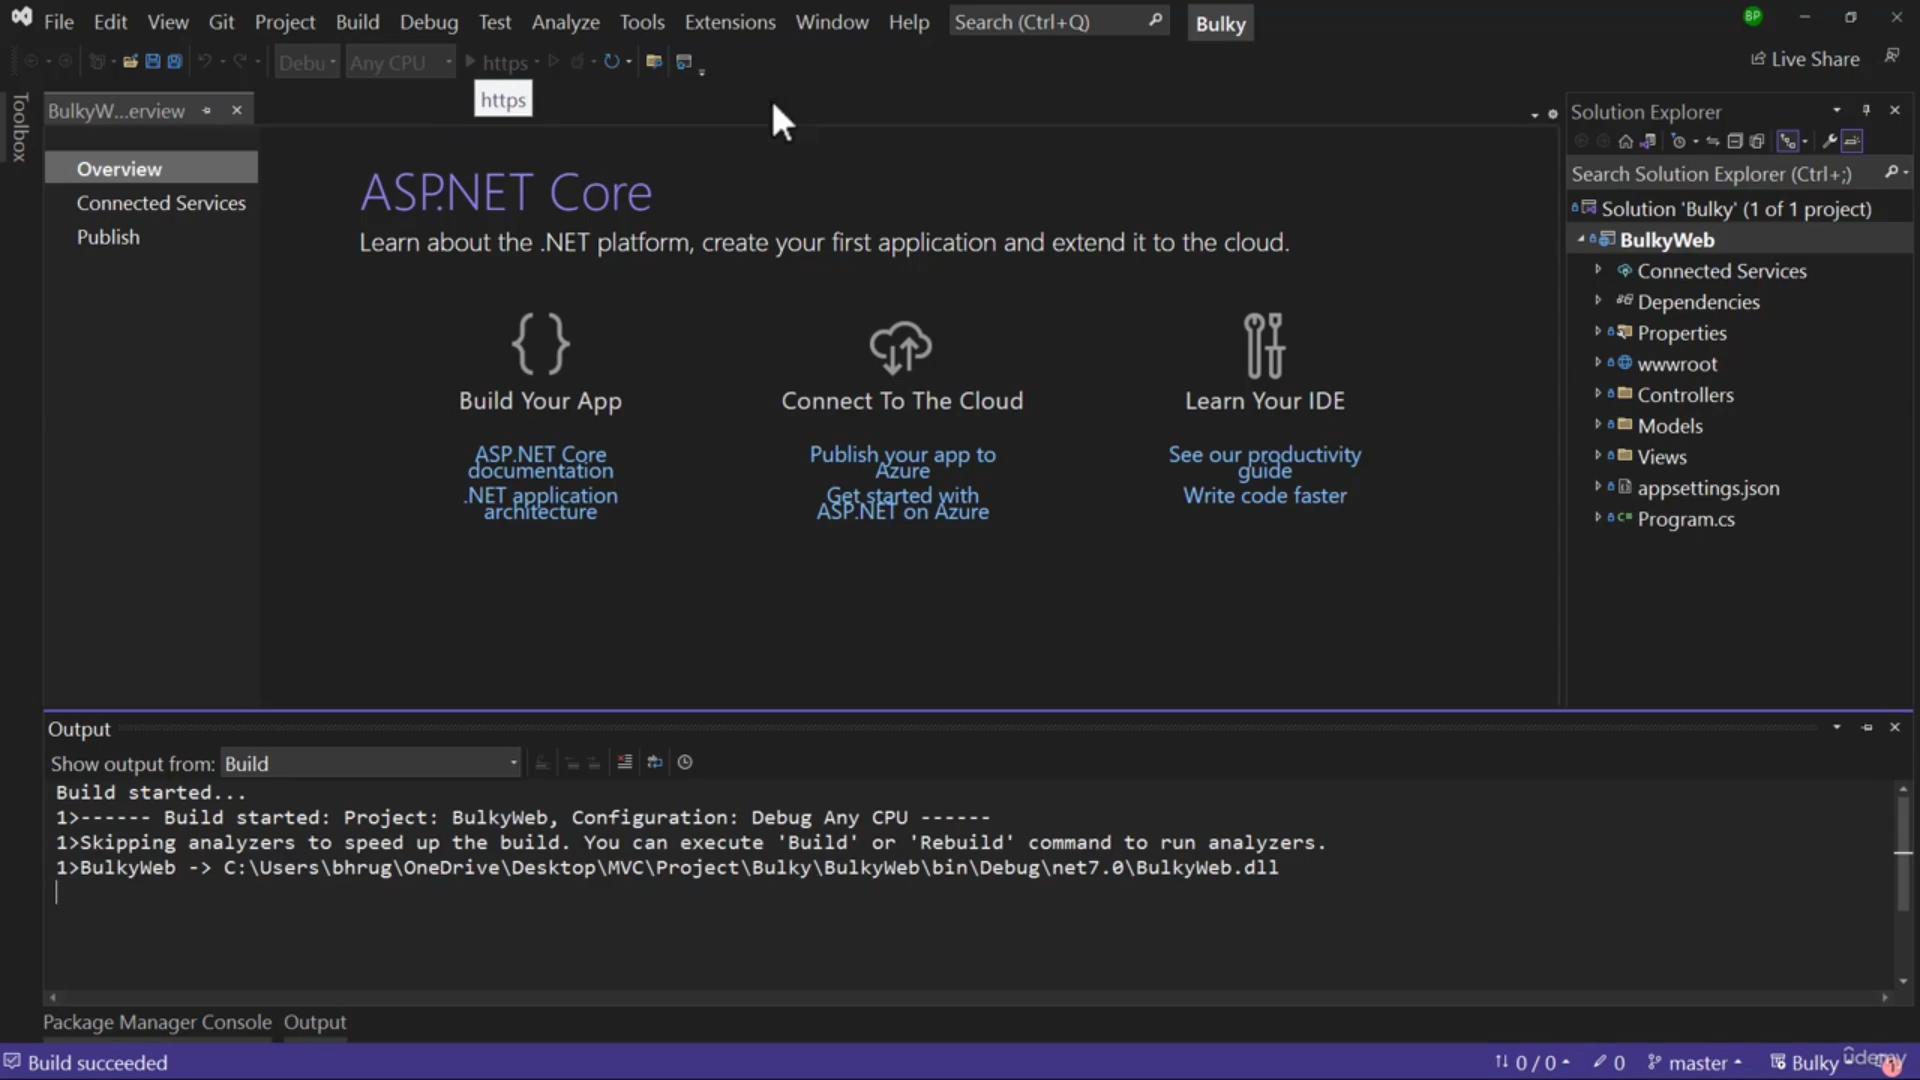 File Edit View Git Project Build Debug Test Analyze Tools Extensions Window Help Search (Ctrl+Q) Bulky BP
Debu Any CPU https Live Share
https
Toolbox
BulkyW...erview
Overview
Connected Services
Publish
ASP.NET Core
Learn about the .NET platform, create your first application and extend it to the cloud.
Build Your App
ASP.NET Core
documentation
.NET application
architecture
Connect To The Cloud
Publish your app to
Azure
Get started with
ASP.NET on Azure
Learn Your IDE
See our productivity
guide
Write code faster
Solution Explorer
Search Solution Explorer (Ctrl+;)
Solution 'Bulky' (1 of 1 project)
BulkyWeb
Connected Services
Dependencies
Properties
wwwroot
Controllers
Models
Views
appsettings.json
Program.cs
Output
Show output from: Build
Build started...
1>------ Build started: Project: BulkyWeb, Configuration: Debug Any CPU ------
1>Skipping analyzers to speed up the build. You can execute 'Build' or 'Rebuild' command to run analyzers.
1>BulkyWeb -> C:\Users\bhrug\OneDrive\Desktop\MVC\Project\Bulky\BulkyWeb\bin\Debug\net7.0\BulkyWeb.dll
Package Manager Console Output
Build succeeded 0 / 0 0 master Bulky ûdemy 1